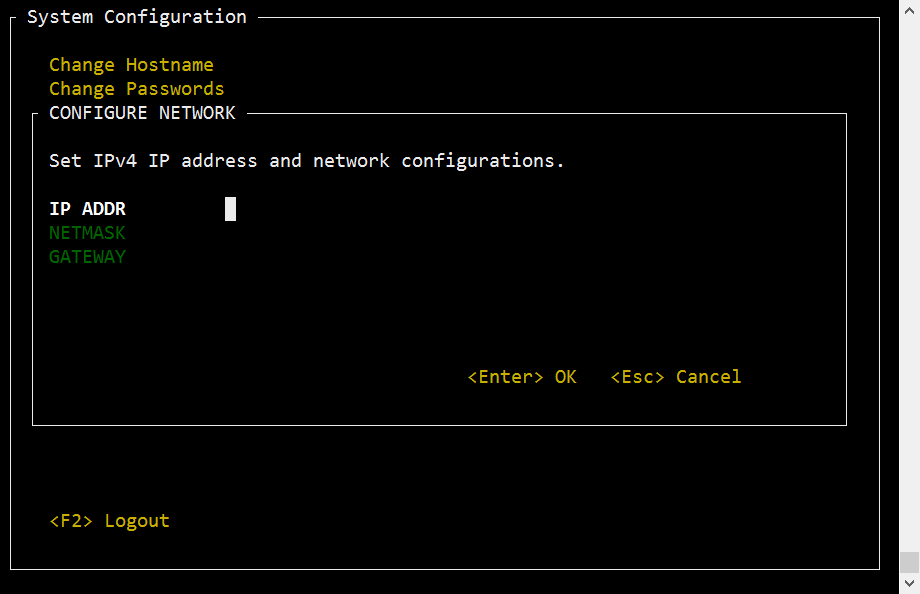 System Configuration
Change Hostname
Change Passwords
CONFIGURE NETWORK
Set IPv4 IP address and network configurations.
IP ADDR
NETMASK
GATEWAY
<Enter> OK   <Esc> Cancel
<F2> Logout